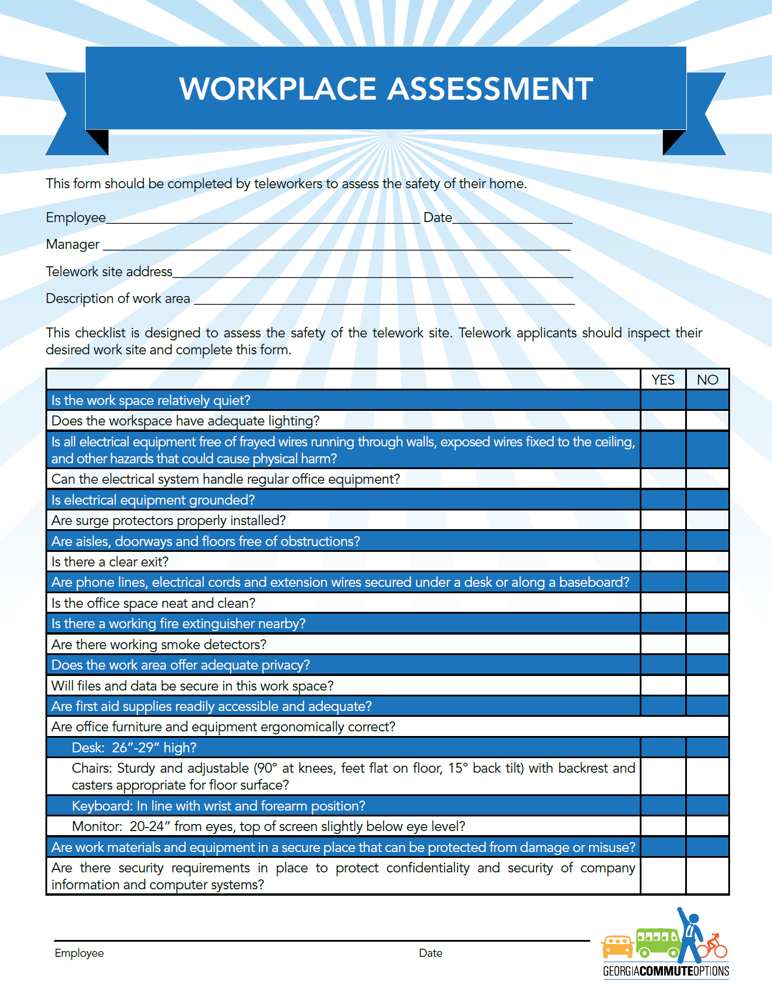 WORKPLACE ASSESSMENT
This form should be completed by teleworkers to assess the safety of their home.
Employee_______________________________________________ Date__________________
Manager ______________________________________________________________________
Telework site address____________________________________________________________
Description of work area _________________________________________________________
This checklist is designed to assess the safety of the telework site. Telework applicants should inspect their
desired work site and complete this form.
YES NO
Is the work space relatively quiet?
Does the workspace have adequate lighting?
Is all electrical equipment free of frayed wires running through walls, exposed wires fixed to the ceiling,
and other hazards that could cause physical harm?
Can the electrical system handle regular office equipment?
Is electrical equipment grounded?
Are surge protectors properly installed?
Are aisles, doorways and floors free of obstructions?
Is there a clear exit?
Are phone lines, electrical cords and extension wires secured under a desk or along a baseboard?
Is the office space neat and clean?
Is there a working fire extinguisher nearby?
Are there working smoke detectors?
Does the work area offer adequate privacy?
Will files and data be secure in this work space?
Are first aid supplies readily accessible and adequate?
Are office furniture and equipment ergonomically correct?
Desk: 26”-29” high?
Chairs: Sturdy and adjustable (90° at knees, feet flat on floor, 15° back tilt) with backrest and
casters appropriate for floor surface?
Keyboard: In line with wrist and forearm position?
Monitor: 20-24” from eyes, top of screen slightly below eye level?
Are work materials and equipment in a secure place that can be protected from damage or misuse?
Are there security requirements in place to protect confidentiality and security of company
information and computer systems?
Employee Date
GEORGIACOMMUTEOPTIONS